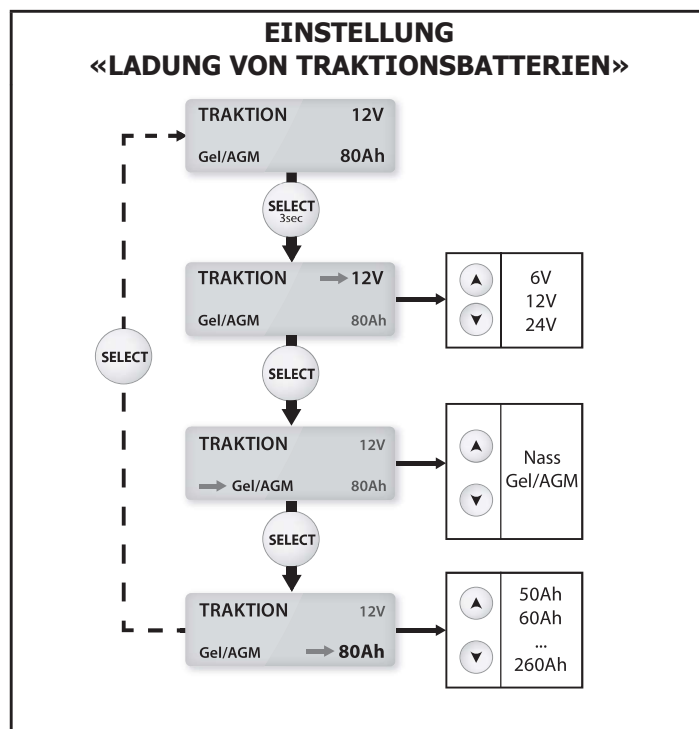 EINSTELLUNG
«LADUNG VON TRAKTIONSBATTERIEN»
TRAKTION 12V
Gel/AGM 80Ah
SELECT
3sec
TRAKTION 12V
Gel/AGM 80Ah
6V
12V
24V
SELECT
SELECT
TRAKTION 12V
Gel/AGM 80Ah
Nass
Gel/AGM
SELECT
TRAKTION 12V
Gel/AGM 80Ah
50Ah
60Ah
...
260Ah